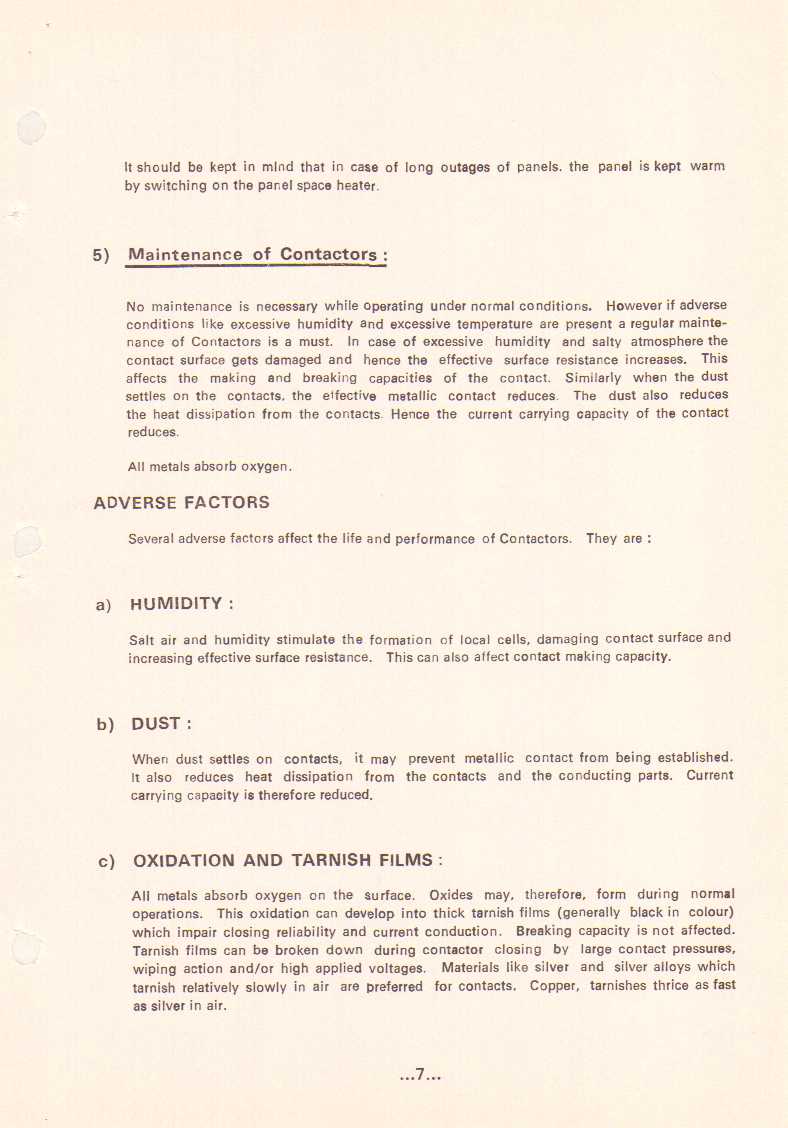 It should be kept in mind that in case of long outages of panels. the panel is kept warm
by switching on the panel space heater.
5) Maintenance of Contactors :
No maintenance is necessary while operating under normal conditions. However if adverse
conditions like excessive humidity and excessive temperature are present a regular mainte-
nance of Contactors is a must. In case of excessive humidity and salty atmosphere the
contact surface gets damaged and hence the effective surface resistance increases. This
affects the making and breaking capacities of the contact. Similarly when the dust
settles on the contacts, the effective metallic contact reduces. The dust also reduces
the heat dissipation from the contacts. Hence the current carrying capacity of the contact
reduces.
All metals absorb oxygen.
ADVERSE FACTORS
Several adverse factors affect the life and performance of Contactors. They are :
a) HUMIDITY :
Salt air and humidity stimulate the formation of local cells, damaging contact surface and
increasing effective surface resistance. This can also affect contact making capacity.
b) DUST :
When dust settles on contacts, it may prevent metallic contact from being established.
It also reduces heat dissipation from the contacts and the conducting parts. Current
carrying capacity is therefore reduced.
c) OXIDATION AND TARNISH FILMS :
All metals absorb oxygen on the surface. Oxides may, therefore, form during normal
operations. This oxidation can develop into thick tarnish films (generally black in colour)
which impair closing reliability and current conduction. Breaking capacity is not affected.
Tarnish films can be broken down during contactor closing by large contact pressures,
wiping action and/or high applied voltages. Materials like silver and silver alloys which
tarnish relatively slowly in air are preferred for contacts. Copper, tarnishes thrice as fast
as silver in air.
...7...